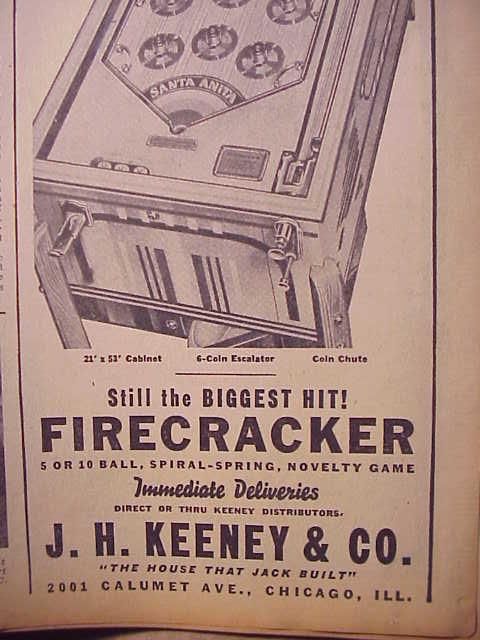 SANTA ANITA
21' x 53' Cabinet 6-Coin Escalator Coin Chute
Still the BIGGEST HIT!
FIRECRACKER
5 OR 10 BALL, SPIRAL-SPRING, NOVELTY GAME
Immediate Deliveries
DIRECT OR THRU KEENEY DISTRIBUTORS.
J. H. KEENEY & CO.
"THE HOUSE THAT JACK BUILT"
2001 CALUMET AVE., CHICAGO, ILL.